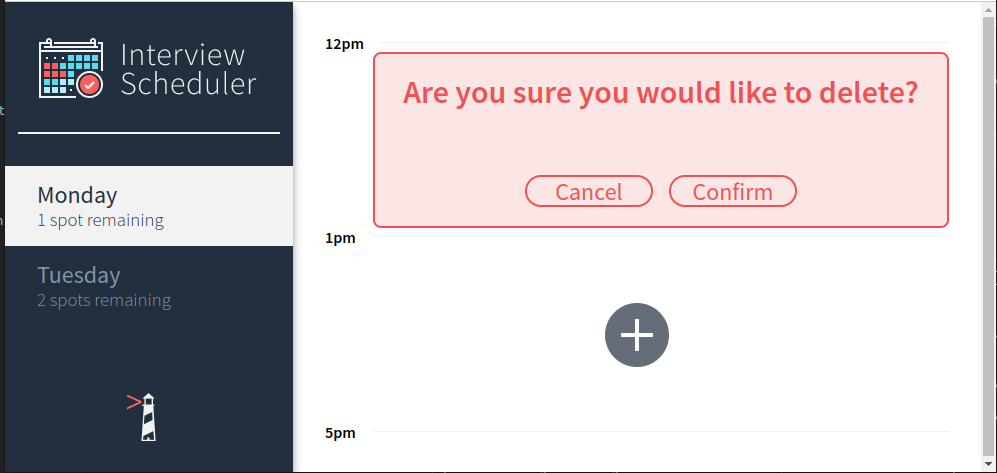 Interview
Scheduler
Monday
1 spot remaining
Tuesday
2 spots remaining
>
12pm
Are you sure you would like to delete?
Cancel Confirm
1pm
5pm